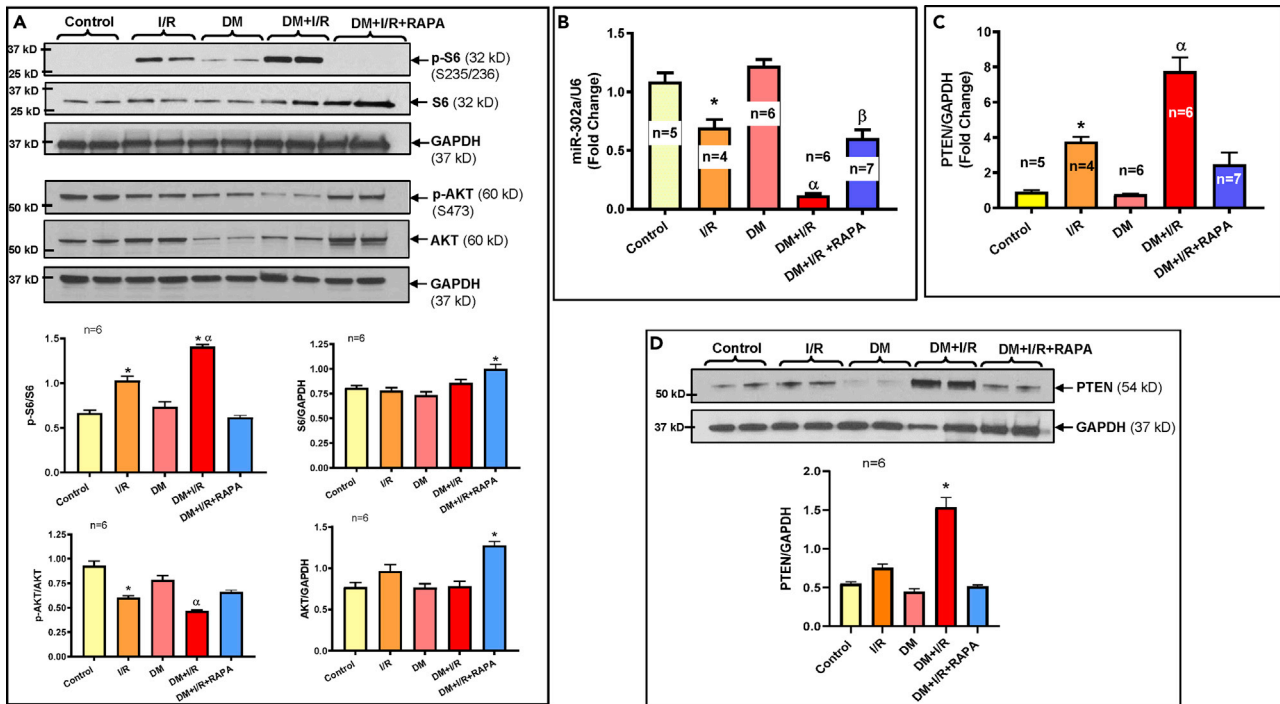 A
Control I/R DM DM+I/R DM+I/R+RAPA
37 kD
25 kD
p-S6 (32 kD)
(S235/236)
37 kD
25 kD
S6 (32 kD)
37 kD
GAPDH
(37 kD)
50 kD
p-AKT (60 kD)
(S473)
50 kD
AKT (60 kD)
37 kD
GAPDH
(37 kD)
n=6
p-S6/S6
1.5
1.0
0.5
0.0
*
* α
Control I/R DM DM+I/R DM+I/R+RAPA
n=6
S6/GAPDH
1.25
1.00
0.75
0.50
0.25
0.00
*
Control I/R DM DM+I/R DM+I/R+RAPA
n=6
p-AKT/AKT
1.25
1.00
0.75
0.50
0.25
0.00
*
α
Control I/R DM DM+I/R DM+I/R+RAPA
n=6
AKT/GAPDH
1.5
1.0
0.5
0.0
*
Control I/R DM DM+I/R DM+I/R+RAPA
B
miR-302a/U6
(Fold Change)
1.5
1.0
0.5
0.0
n=5
*
n=4
n=6
n=6
α
β
n=7
Control I/R DM DM+I/R DM+I/R +RAPA
C
PTEN/GAPDH
(Fold Change)
10
8
6
4
2
0
n=5
*
n=4
n=6
α
n=6
n=7
Control I/R DM DM+I/R DM+I/R+RAPA
D
Control I/R DM DM+I/R DM+I/R+RAPA
50 kD
PTEN (54 kD)
37 kD
GAPDH (37 kD)
n=6
PTEN/GAPDH
2.0
1.5
1.0
0.5
0.0
*
Control I/R DM DM+I/R DM+I/R+RAPA